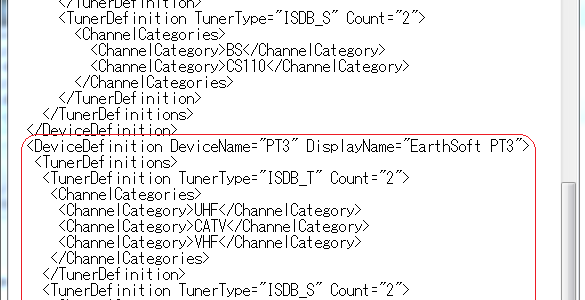 </TunerDefinition>
<TunerDefinition TunerType="ISDB_S" Count="2">
<ChannelCategories>
<ChannelCategory>BS</ChannelCategory>
<ChannelCategory>CS110</ChannelCategory>
</ChannelCategories>
</TunerDefinition>
</TunerDefinitions>
</DeviceDefinition>
<DeviceDefinition DeviceName="PT3" DisplayName="EarthSoft PT3">
<TunerDefinitions>
<TunerDefinition TunerType="ISDB_T" Count="2">
<ChannelCategories>
<ChannelCategory>UHF</ChannelCategory>
<ChannelCategory>CATV</ChannelCategory>
<ChannelCategory>VHF</ChannelCategory>
</ChannelCategories>
</TunerDefinition>
<TunerDefinition TunerType="ISDB_S" Count="2">